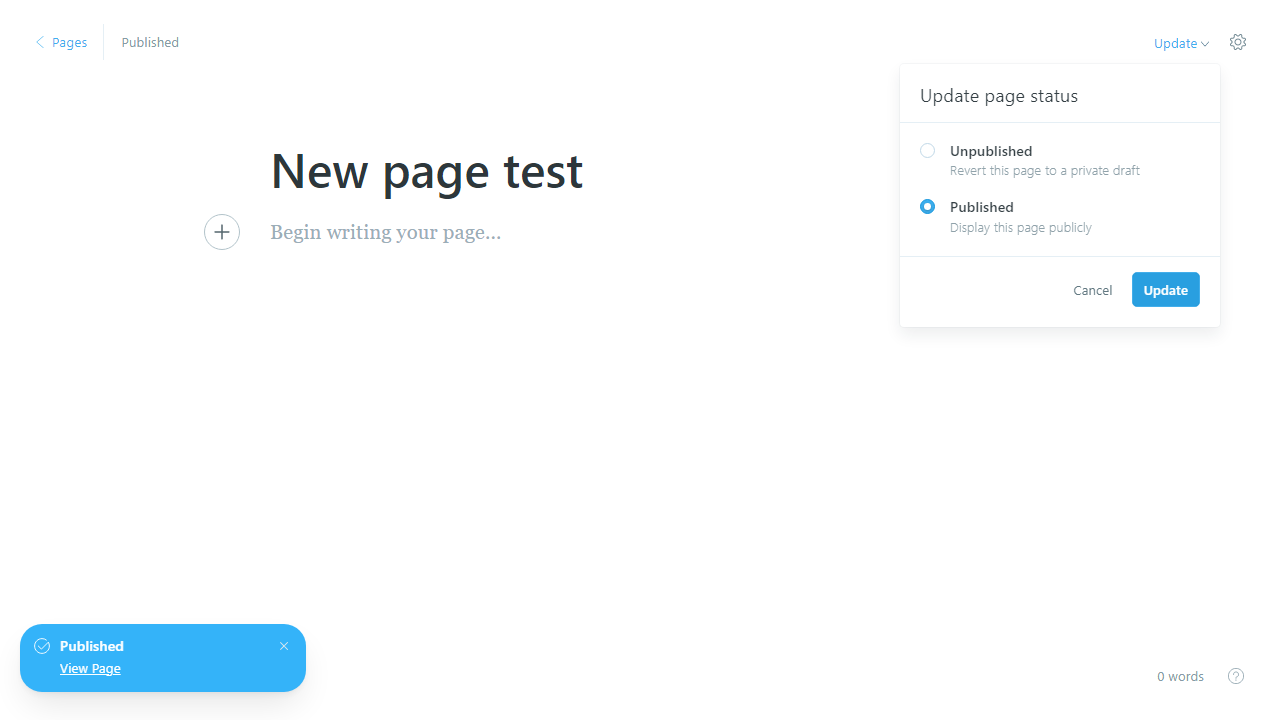 Pages
Published
Update
Update page status
Unpublished
Revert this page to a private draft
Published
Display this page publicly
Cancel
Update
New page test
Begin writing your page...
Published
View Page
0 words